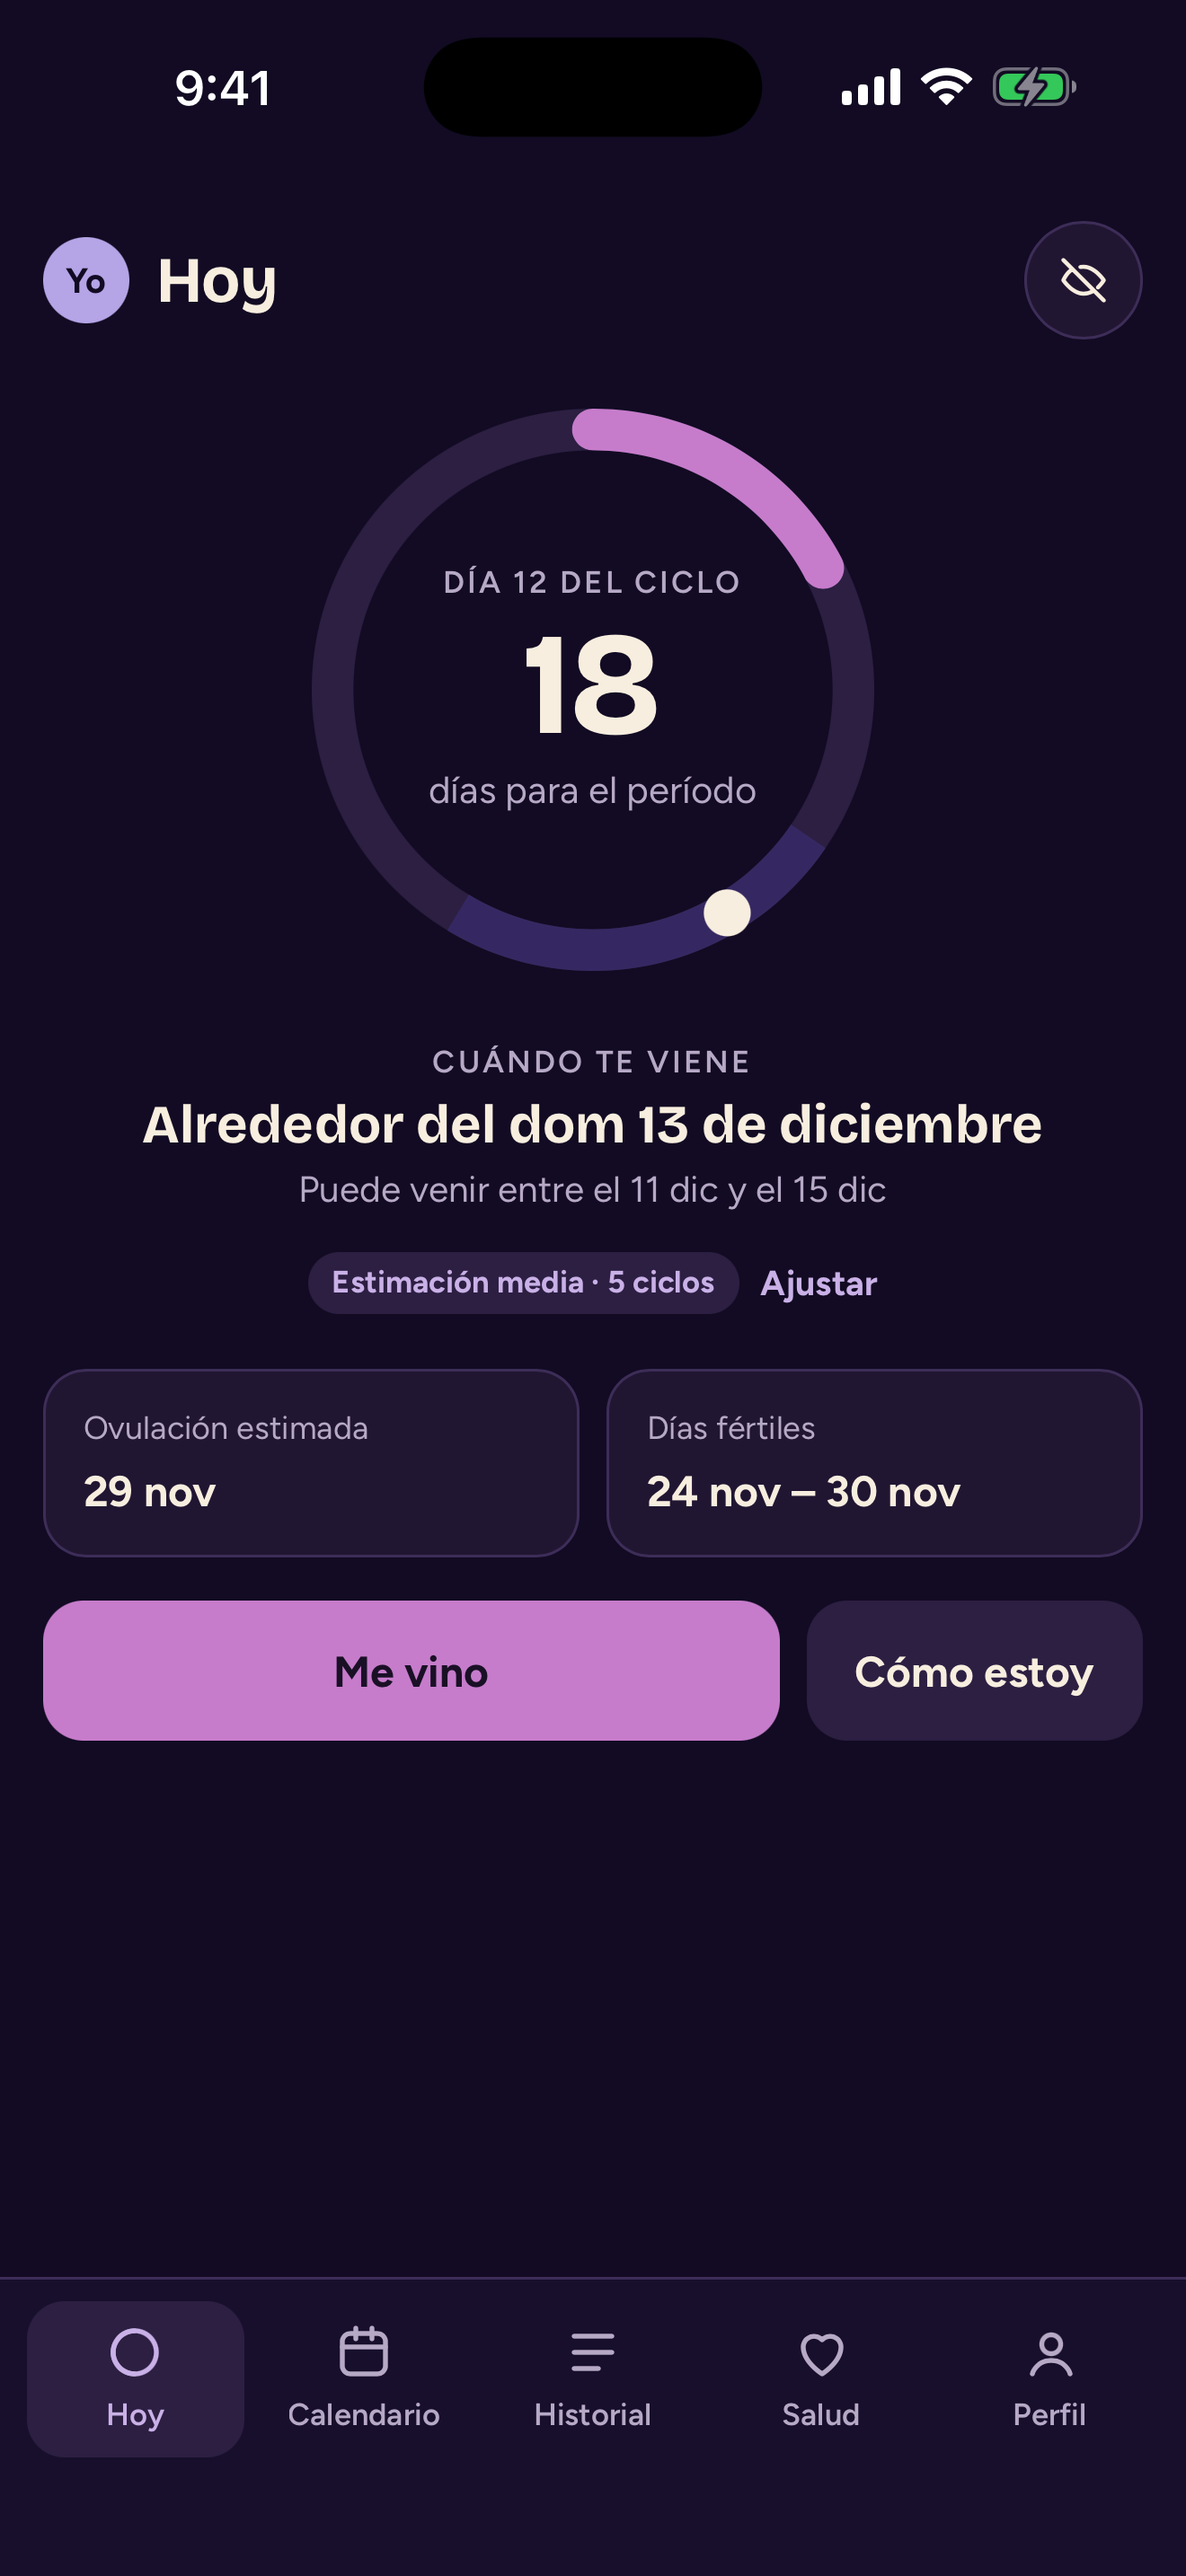 9:41
Yo
Hoy
DÍA 12 DEL CICLO
18
días para el período
CUÁNDO TE VIENE
Alrededor del dom 13 de diciembre
Puede venir entre el 11 dic y el 15 dic
Estimación media · 5 ciclos Ajustar
Ovulación estimada
29 nov
Días fértiles
24 nov – 30 nov
Me vino
Cómo estoy
Hoy
Calendario
Historial
Salud
Perfil